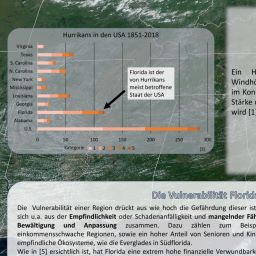 Hurrikans in den USA 1851-2018
Virginia
Texas
S. Carolina
N. Carolina
New York
Mississippi
Louisiana
Georgia
Florida
Alabama
U.S.
Florida ist der
von Hurrikans
meist betroffene
Staat der USA
0 50 100 150 200 250 300
Kategorie 1 2 3 4 5
[3]
Ein H
Windhö
im Kon
Stärke
wird [1]
Die Vulnerabilität Florida
Die Vulnerabilität einer Region drückt aus wie hoch die Gefährdung dieser ist
sich u.a. aus der Empfindlichkeit oder Schadenanfälligkeit und mangelnder Fäh
Bewältigung und Anpassung zusammen. Dazu zählen zum Beisp
einkommensschwache Regionen, sowie ein hoher Anteil von Senioren und Kin
empfindliche Ökosysteme, wie die Everglades in Südflorida.
Wie in [5] ersichtlich ist, hat Florida eine extrem hohe finanzielle Verwundbark